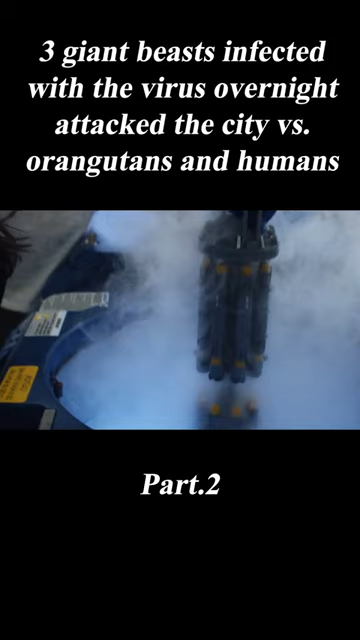 3 giant beasts infected
with the virus overnight
attacked the city vs.
orangutans and humans
Part.2